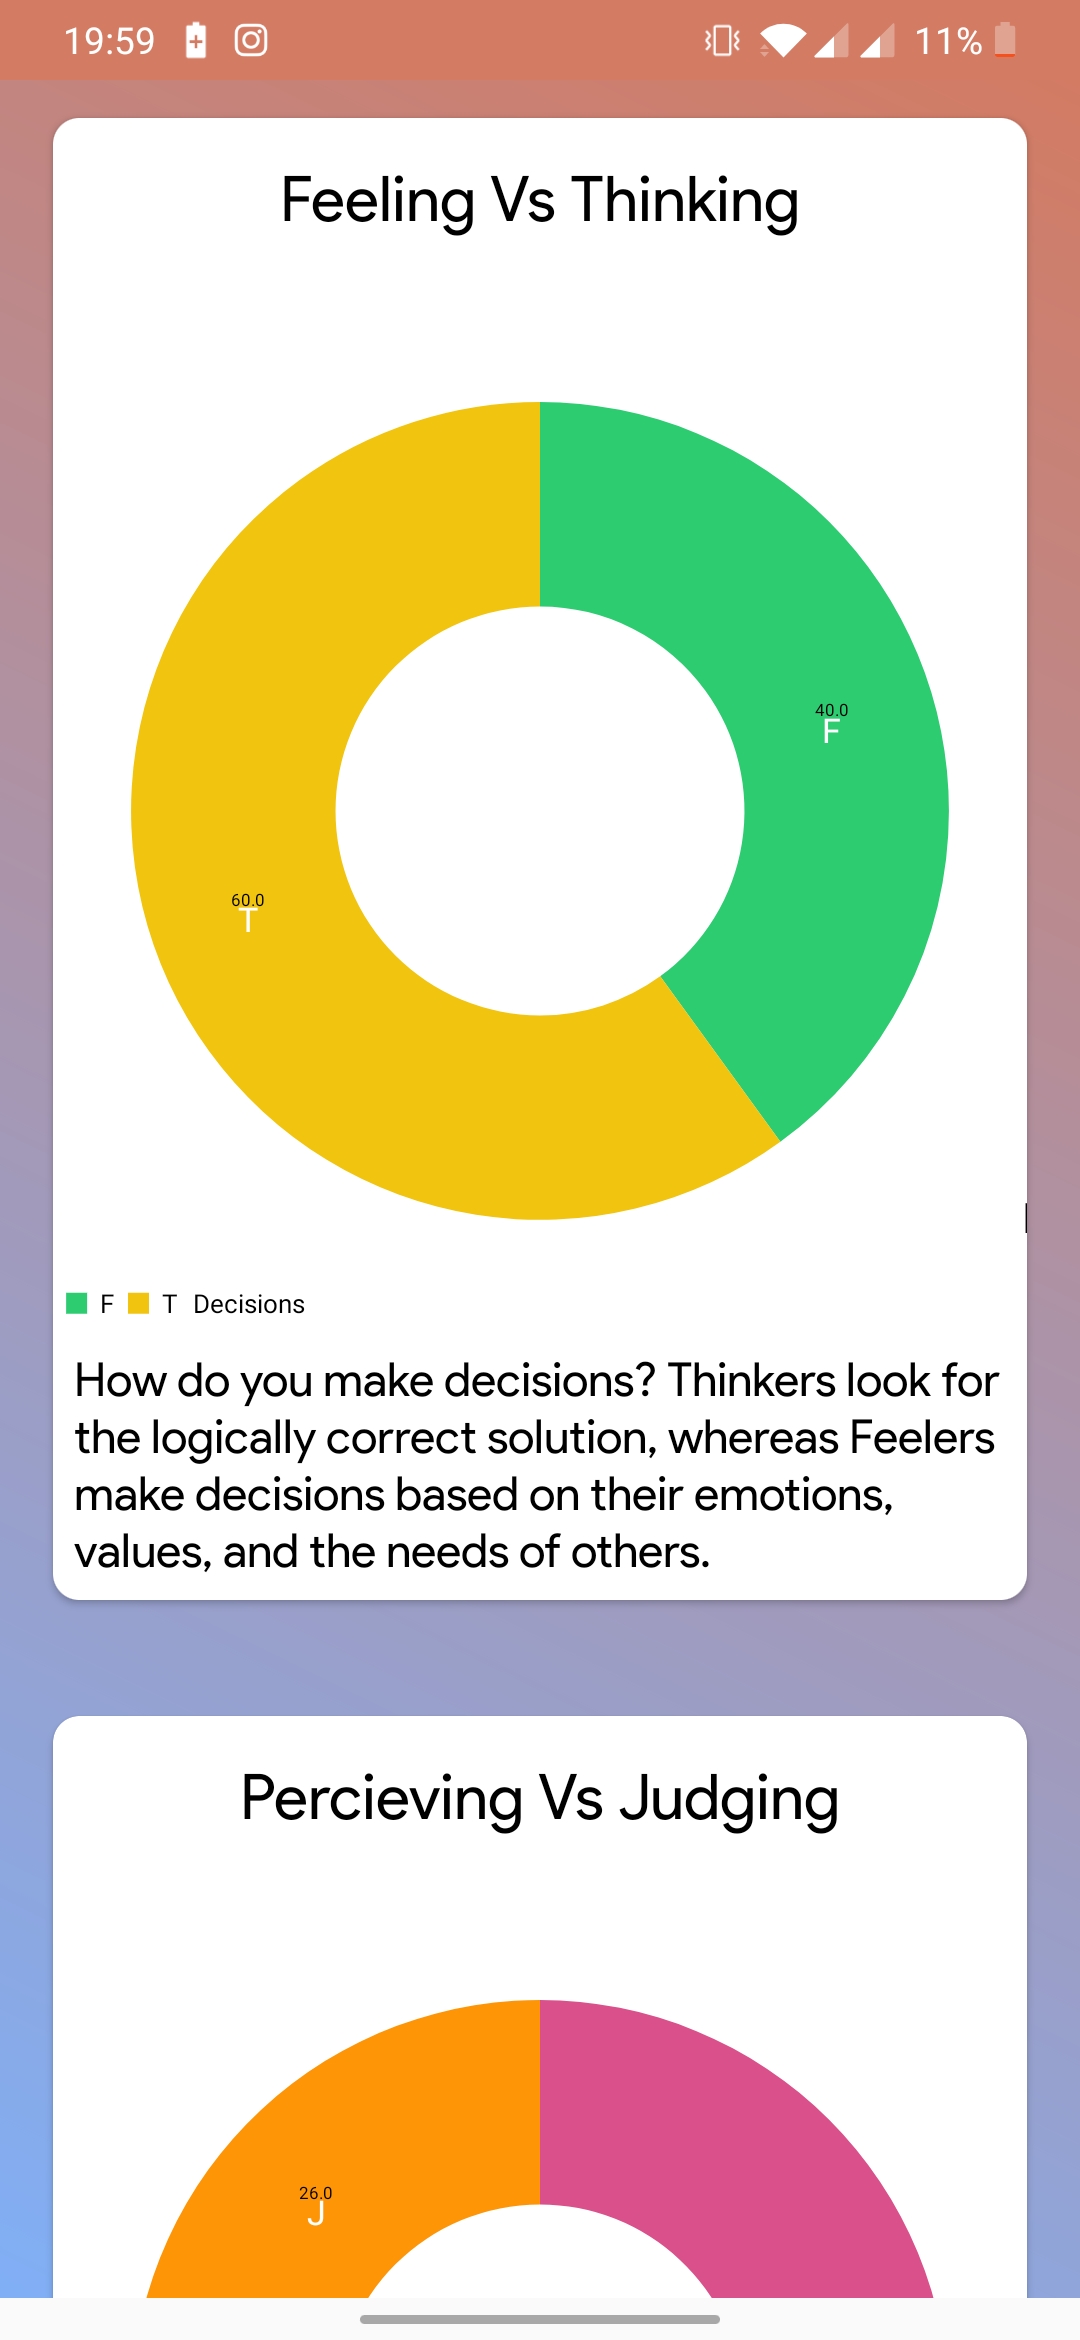 19:59 11%
Feeling Vs Thinking
40.0
F
60.0
T
F T Decisions
How do you make decisions? Thinkers look for
the logically correct solution, whereas Feelers
make decisions based on their emotions,
values, and the needs of others.
Percieving Vs Judging
26.0
J